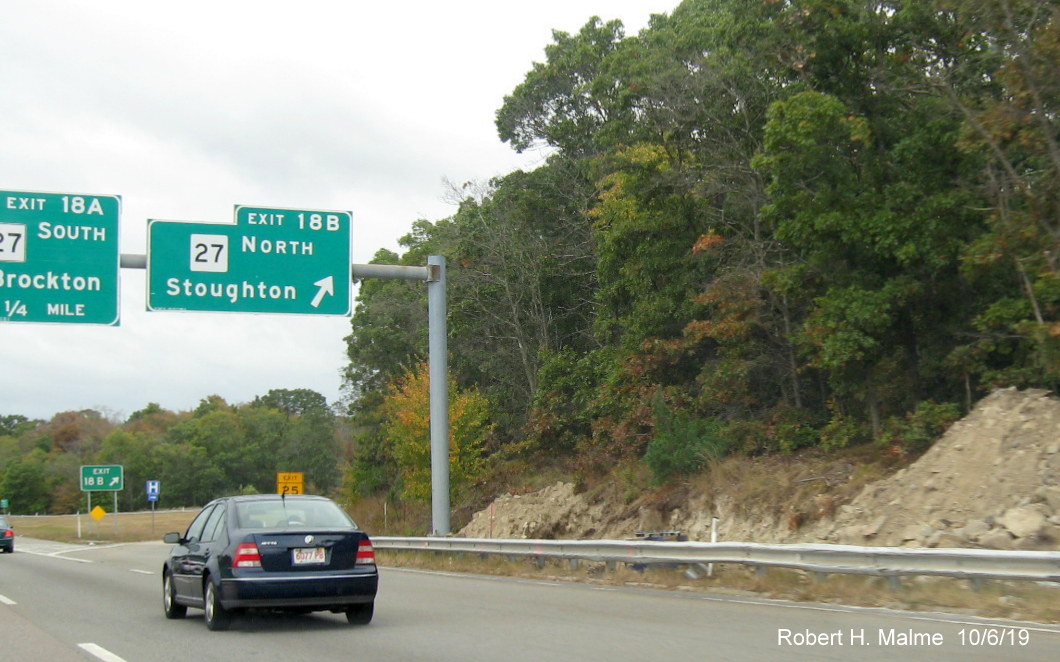 EXIT 18A
27 SOUTH
Brockton
1/4 MILE
EXIT 18B
27 NORTH
Stoughton
EXIT
18 B
H
EXIT
25
Robert H. Malme 10/6/19